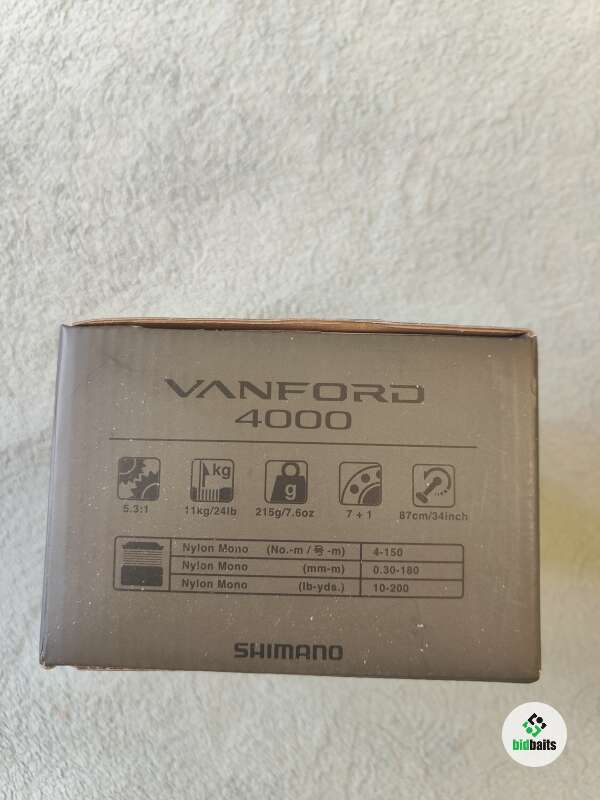 VANFORD
4000
kg
g
5.3:1 11kg/24lb 215g/7.6oz 7 + 1 87cm/34inch
Nylon Mono (No.-m / 号 -m) 4-150
Nylon Mono (mm-m) 0.30-180
Nylon Mono (lb-yds.) 10-200
SHIMANO
bidbaits